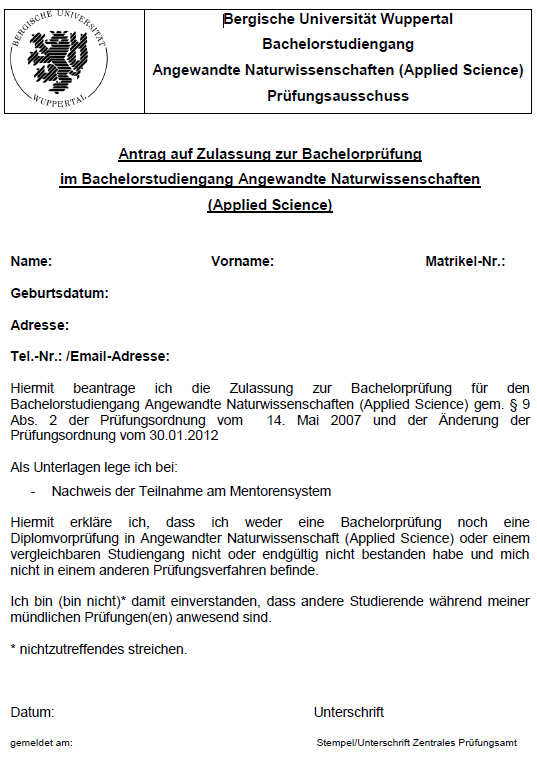 BERGISCHE UNIVERSITÄT
WUPPERTAL
Bergische Universität Wuppertal
Bachelorstudiengang
Angewandte Naturwissenschaften (Applied Science)
Prüfungsausschuss
Antrag auf Zulassung zur Bachelorprüfung
im Bachelorstudiengang Angewandte Naturwissenschaften
(Applied Science)
Name: Vorname: Matrikel-Nr.:
Geburtsdatum:
Adresse:
Tel.-Nr.: /Email-Adresse:
Hiermit beantrage ich die Zulassung zur Bachelorprüfung für den
Bachelorstudiengang Angewandte Naturwissenschaften (Applied Science) gem. § 9
Abs. 2 der Prüfungsordnung vom 14. Mai 2007 und der Änderung der
Prüfungsordnung vom 30.01.2012
Als Unterlagen lege ich bei:
- Nachweis der Teilnahme am Mentorensystem
Hiermit erkläre ich, dass ich weder eine Bachelorprüfung noch eine
Diplomvorprüfung in Angewandter Naturwissenschaft (Applied Science) oder einem
vergleichbaren Studiengang nicht oder endgültig nicht bestanden habe und mich
nicht in einem anderen Prüfungsverfahren befinde.
Ich bin (bin nicht)* damit einverstanden, dass andere Studierende während meiner
mündlichen Prüfungen(en) anwesend sind.
* nichtzutreffendes streichen.
Datum: Unterschrift
gemeldet am: Stempel/Unterschrift Zentrales Prüfungsamt